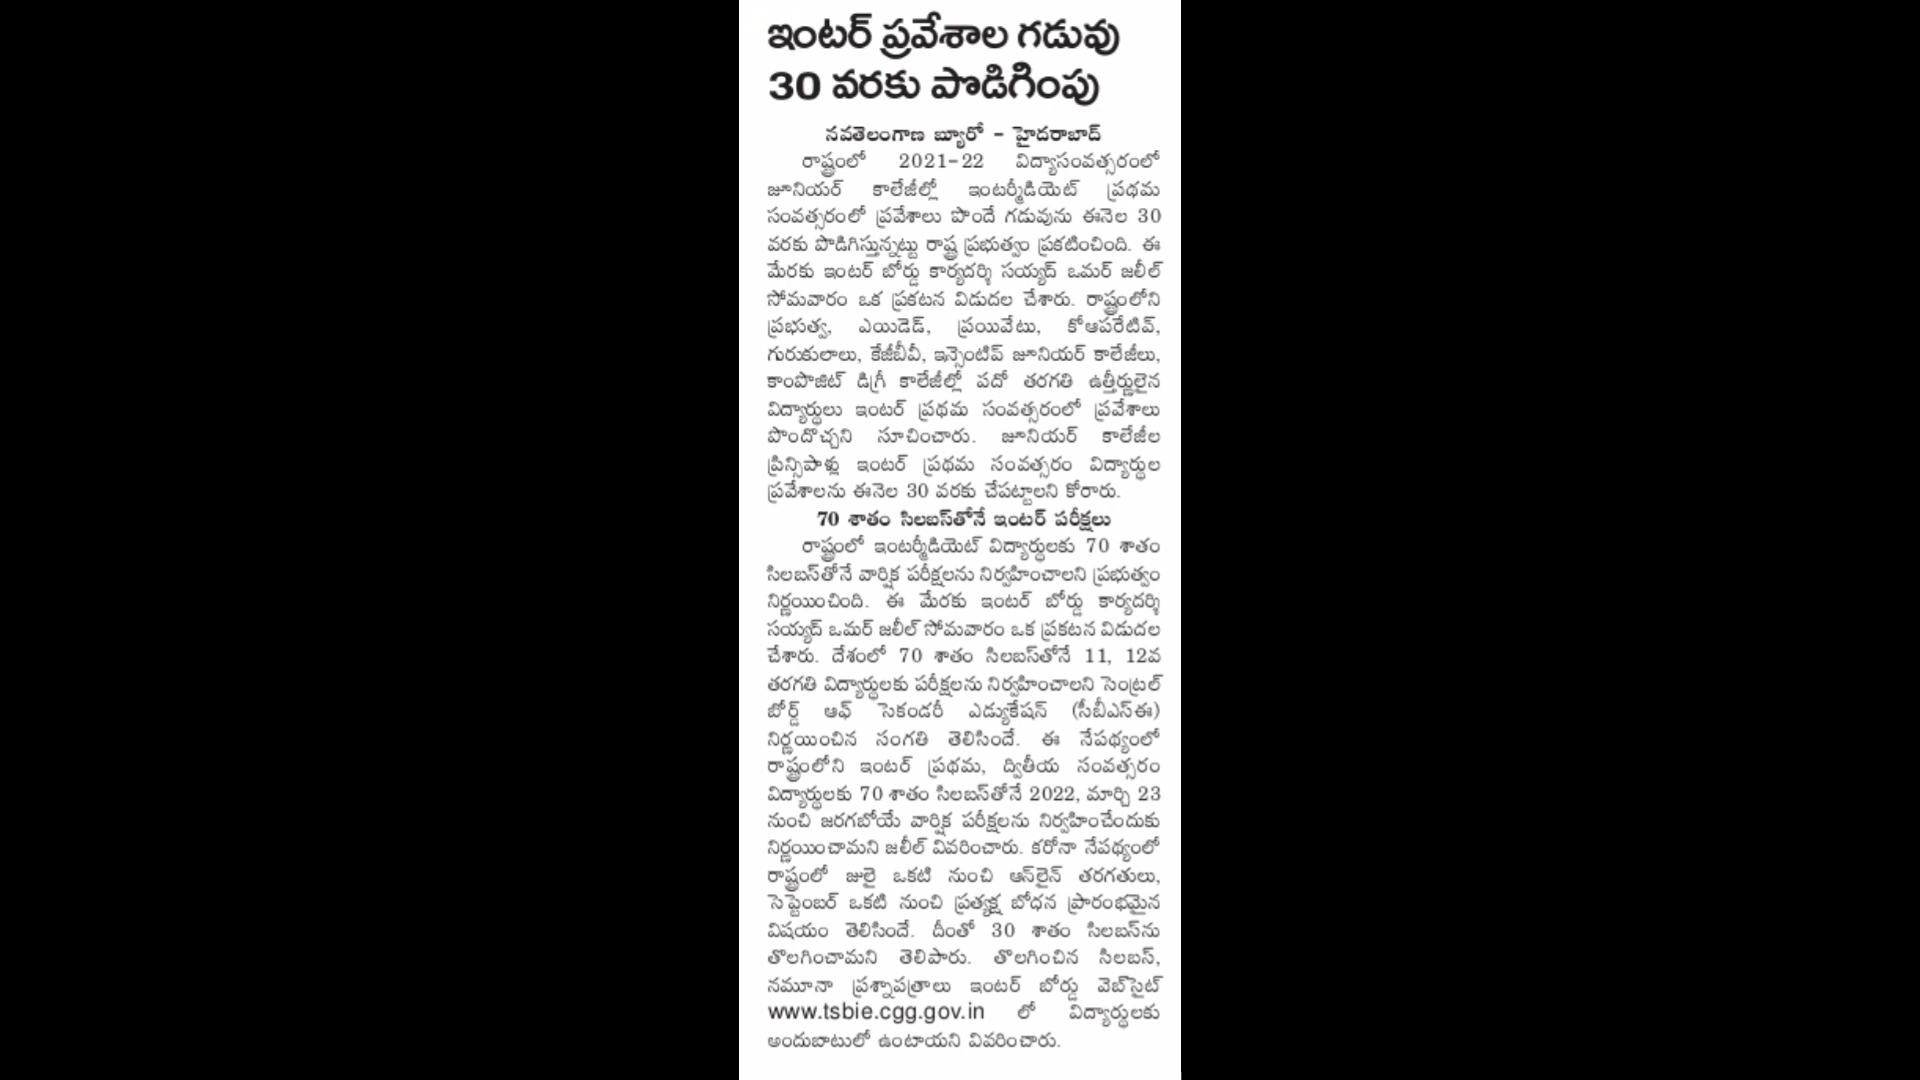 ఇంటర్ ప్రవేశాల గడువు
30 వరకు పొడిగింపు
నవతెలంగాణ బ్యూరో - హైదరాబాద్
రాష్ట్రంలో 2021-22 విద్యాసంవత్సరంలో
జూనియర్ కాలేజీల్లో ఇంటర్మీడియెట్ ప్రథమ
సంవత్సరంలో ప్రవేశాలు పొందే గడువును ఈనెల 30
వరకు పొడిగిస్తున్నట్టు రాష్ట్ర ప్రభుత్వం ప్రకటించింది. ఈ
మేరకు ఇంటర్ బోర్డు కార్యదర్శి సయ్యద్ ఒమర్ జలీల్
సోమవారం ఒక ప్రకటన విడుదల చేశారు. రాష్ట్రంలోని
ప్రభుత్వ, ఎయిడెడ్, ప్రయివేటు, కోఆపరేటివ్,
గురుకులాలు, కేజీబీవీ, ఇన్సెంటివ్ జూనియర్ కాలేజీలు,
కాంపొజిట్ డిగ్రీ కాలేజీల్లో పదో తరగతి ఉత్తీర్ణులైన
విద్యార్థులు ఇంటర్ ప్రథమ సంవత్సరంలో ప్రవేశాలు
పొందొచ్చని సూచించారు. జూనియర్ కాలేజీల
ప్రిన్సిపాళ్లు ఇంటర్ ప్రథమ సంవత్సరం విద్యార్థుల
ప్రవేశాలను ఈనెల 30 వరకు చేపట్టాలని కోరారు.
70 శాతం సిలబస్‌తోనే ఇంటర్ పరీక్షలు
రాష్ట్రంలో ఇంటర్మీడియెట్ విద్యార్థులకు 70 శాతం
సిలబస్‌తోనే వార్షిక పరీక్షలను నిర్వహించాలని ప్రభుత్వం
నిర్ణయించింది. ఈ మేరకు ఇంటర్ బోర్డు కార్యదర్శి
సయ్యద్ ఒమర్ జలీల్ సోమవారం ఒక ప్రకటన విడుదల
చేశారు. దేశంలో 70 శాతం సిలబస్‌తోనే 11, 12వ
తరగతి విద్యార్థులకు పరీక్షలను నిర్వహించాలని సెంట్రల్
బోర్డ్ ఆఫ్ సెకండరీ ఎడ్యుకేషన్ (సీబీఎస్ఈ)
నిర్ణయించిన సంగతి తెలిసిందే. ఈ నేపథ్యంలో
రాష్ట్రంలోని ఇంటర్ ప్రథమ, ద్వితీయ సంవత్సరం
విద్యార్థులకు 70 శాతం సిలబస్‌తోనే 2022, మార్చి 23
నుంచి జరగబోయే వార్షిక పరీక్షలను నిర్వహించేందుకు
నిర్ణయించామని జలీల్ వివరించారు. కరోనా నేపథ్యంలో
రాష్ట్రంలో జులై ఒకటి నుంచి ఆన్‌లైన్ తరగతులు,
సెప్టెంబర్ ఒకటి నుంచి ప్రత్యక్ష బోధన ప్రారంభమైన
విషయం తెలిసిందే. దీంతో 30 శాతం సిలబస్‌ను
తొలగించామని తెలిపారు. తొలగించిన సిలబస్,
నమూనా ప్రశ్నాపత్రాలు ఇంటర్ బోర్డు వెబ్‌సైట్
www.tsbie.cgg.gov.in లో విద్యార్థులకు
అందుబాటులో ఉంటాయని వివరించారు.